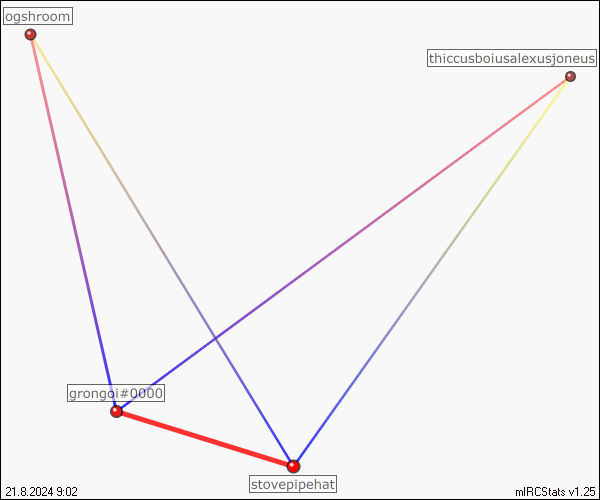 ogshroom
thiccusboiusalexusjoneus
grongoi#0000
stovepipehat
21.8.2024 9:02
mIRCStats v1.25